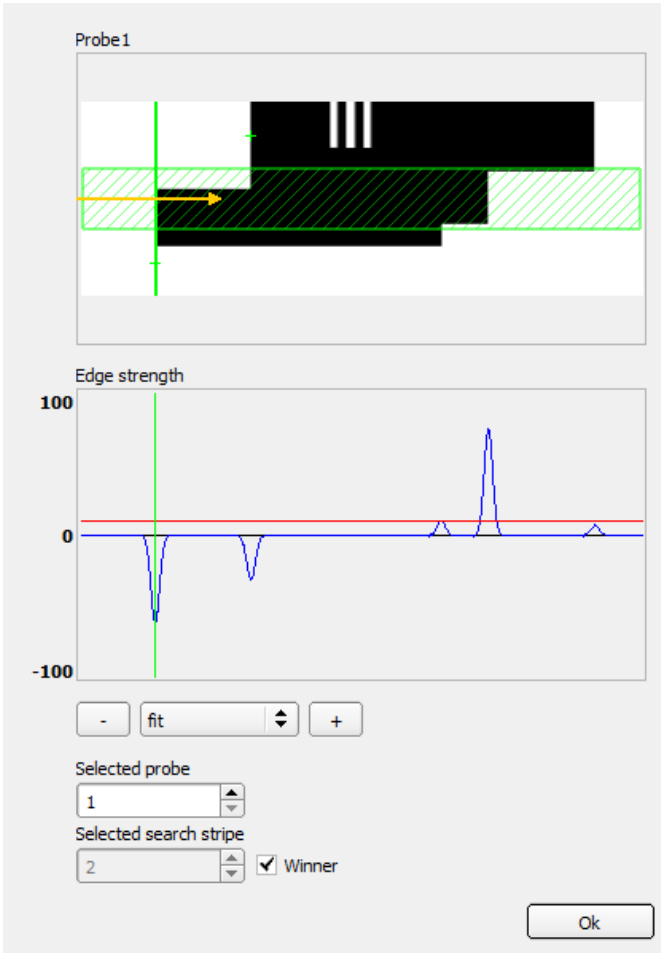 Probe1
Edge strength
100
0
-100
- fit +
Selected probe
1
Selected search stripe
2 Winner
Ok